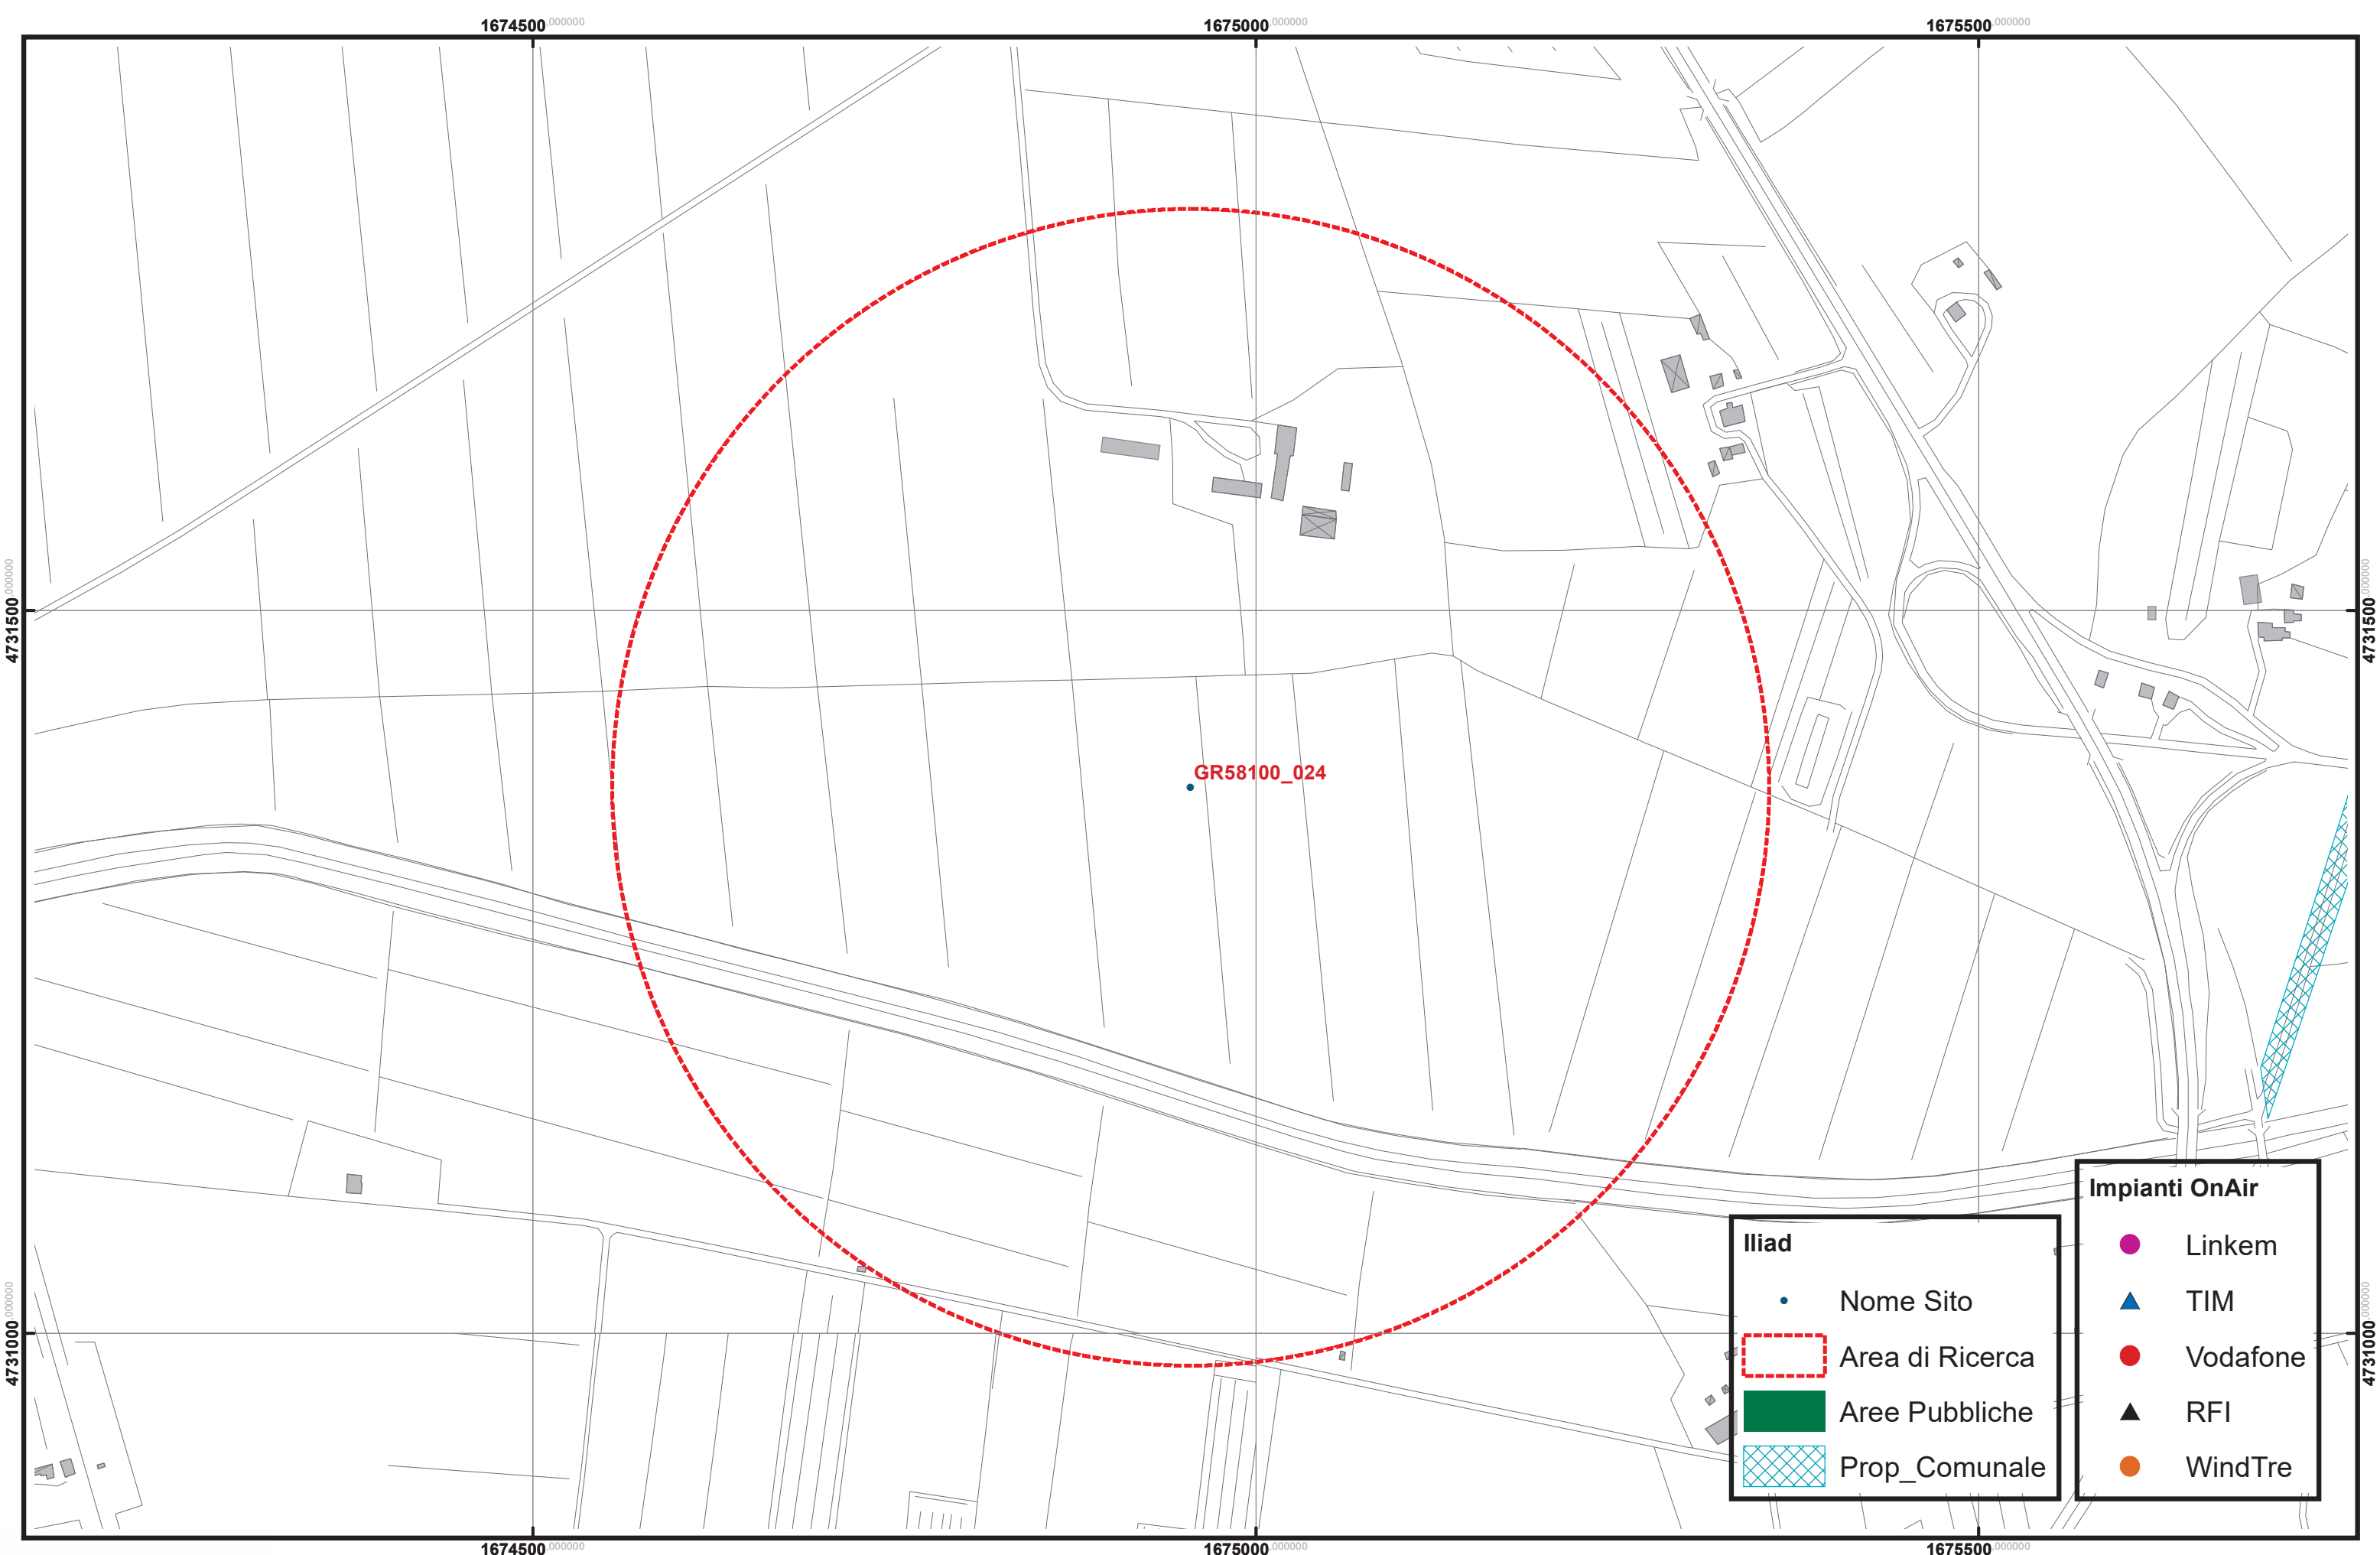 1674500,000000 1675000,000000 1675500,000000
4731500,000000 4731500,000000
GR58100_024
4731000,000000 4731000,000000
Iliad
Nome Sito
Area di Ricerca
Aree Pubbliche
Prop_Comunale
Impianti OnAir
Linkem
TIM
Vodafone
RFI
WindTre
1674500,000000 1675000,000000 1675500,000000